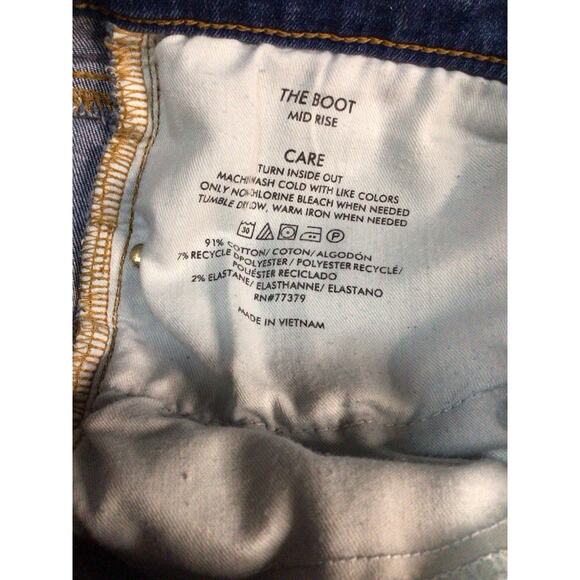 THE BOOT
MID RISE
CARE
TURN INSIDE OUT
MACHINE WASH COLD WITH LIKE COLORS
ONLY NON-CHLORINE BLEACH WHEN NEEDED
TUMBLE DRY LOW, WARM IRON WHEN NEEDED
30 P
91% COTTON/ COTON/ ALGODÓN
7% RECYCLED POLYESTER / POLYESTER RECYCLÉ/
POLIÉSTER RECICLADO
2% ELASTANE/ ELASTHANNE/ ELASTANO
RN#77379
MADE IN VIETNAM